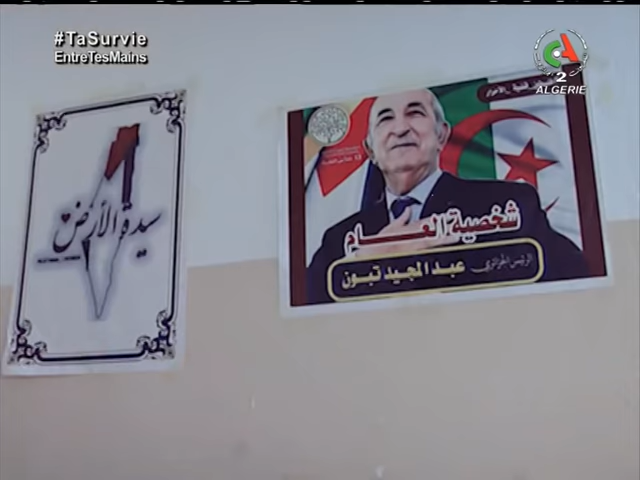 #TaSurvie
EntreTesMains
2
ALGERIE
سيدة الأرض
شخصية العام
الرئيس الجزائري عبد المجيد تبون